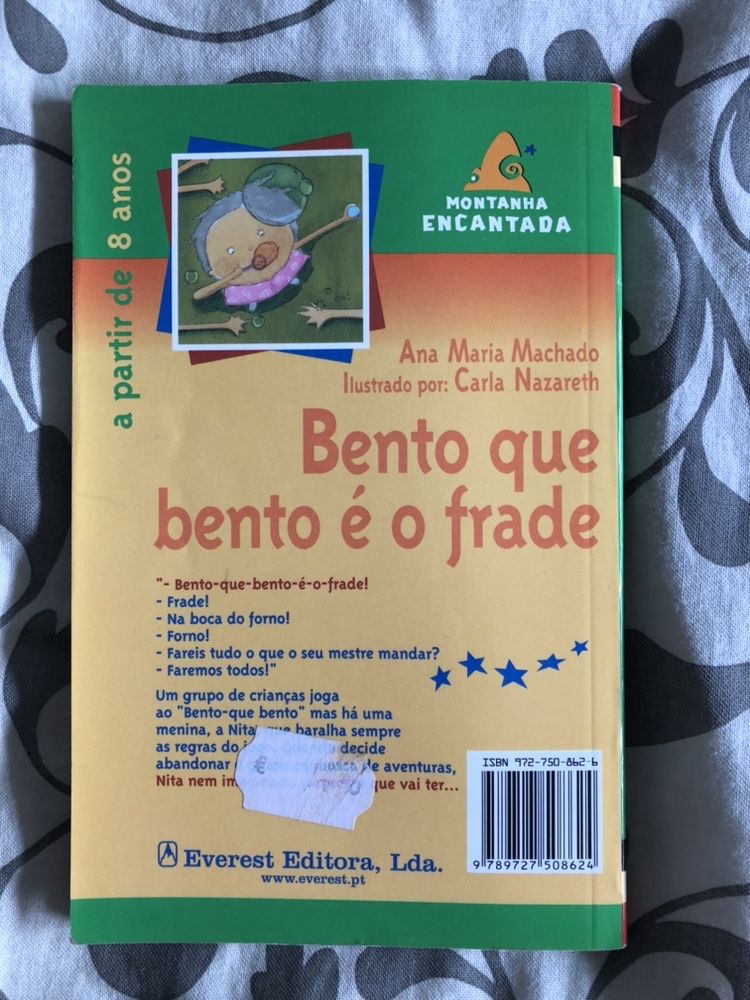 a partir de 8 anos
MONTANHA
ENCANTADA
Ana Maria Machado
Ilustrado por: Carla Nazareth
Bento que
bento é o frade
"- Bento-que-bento-é-o-frade!
- Frade!
- Na boca do forno!
- Forno!
- Fareis tudo o que o seu mestre mandar?
- Faremos todos!"
Um grupo de crianças joga
ao "Bento-que bento" mas há uma
menina, a Nita, que baralha sempre
as regras do jogo. Quando decide
abandonar de aventuras,
Nita nem que vai ter...
€
ISBN 972-750-862-6
9 789727 508624
Everest Editora, Lda.
www.everest.pt